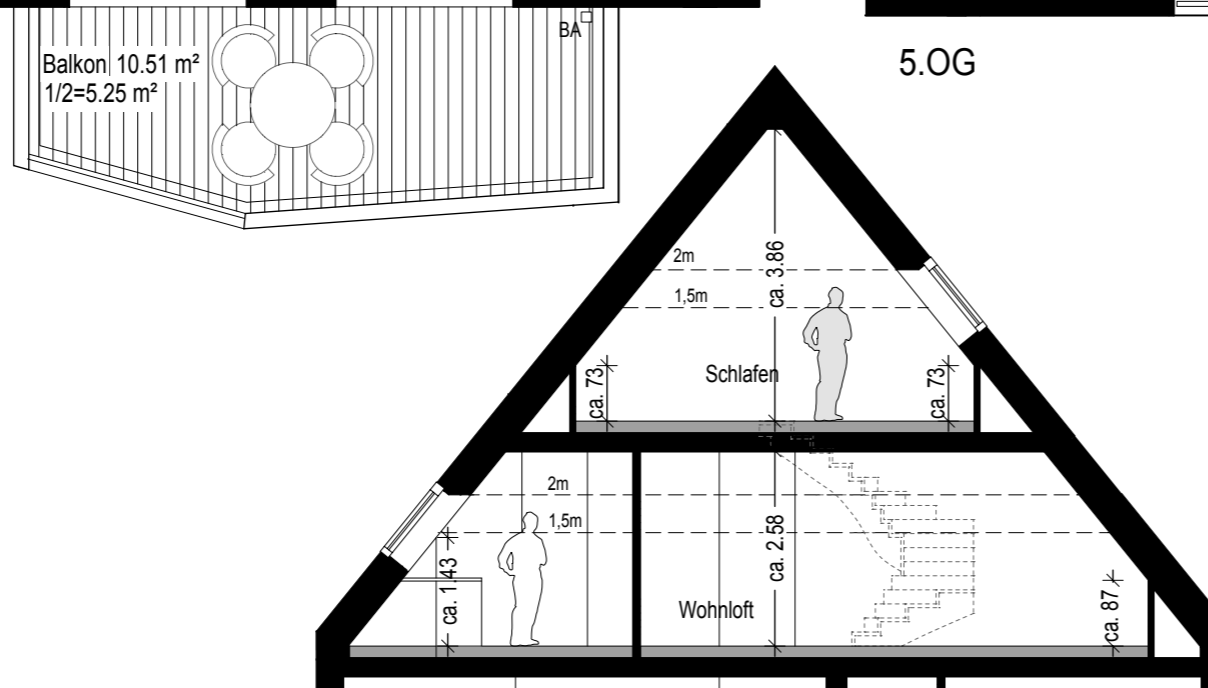 BA
Balkon 10.51 m²
1/2=5.25 m²
5.OG
2m
ca. 3.86
1,5m
Schlafen
ca. 73
ca. 73
2m
1,5m
ca. 2.58
ca. 1.43
Wohnloft
ca. 87